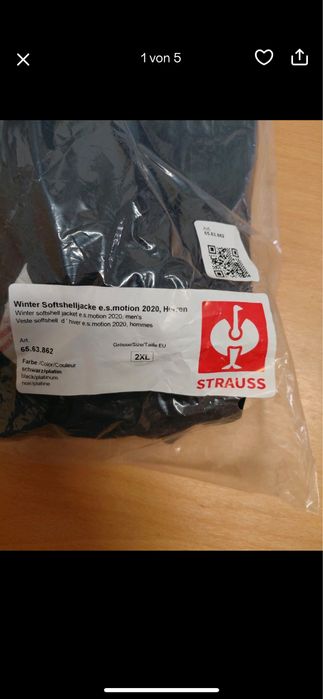 1 von 5
Art.
65.63.862
Winter Softshelljacke e.s.motion 2020, Herren
Winter softshell jacket e.s.motion 2020, men's
Veste softshell d'hiver e.s.motion 2020, hommes
Art.
65.63.862
Grösse/Size/Taille EU
2XL
Farbe/Color/Couleur
schwarz/platin
black/platinum
noir/platine
STRAUSS